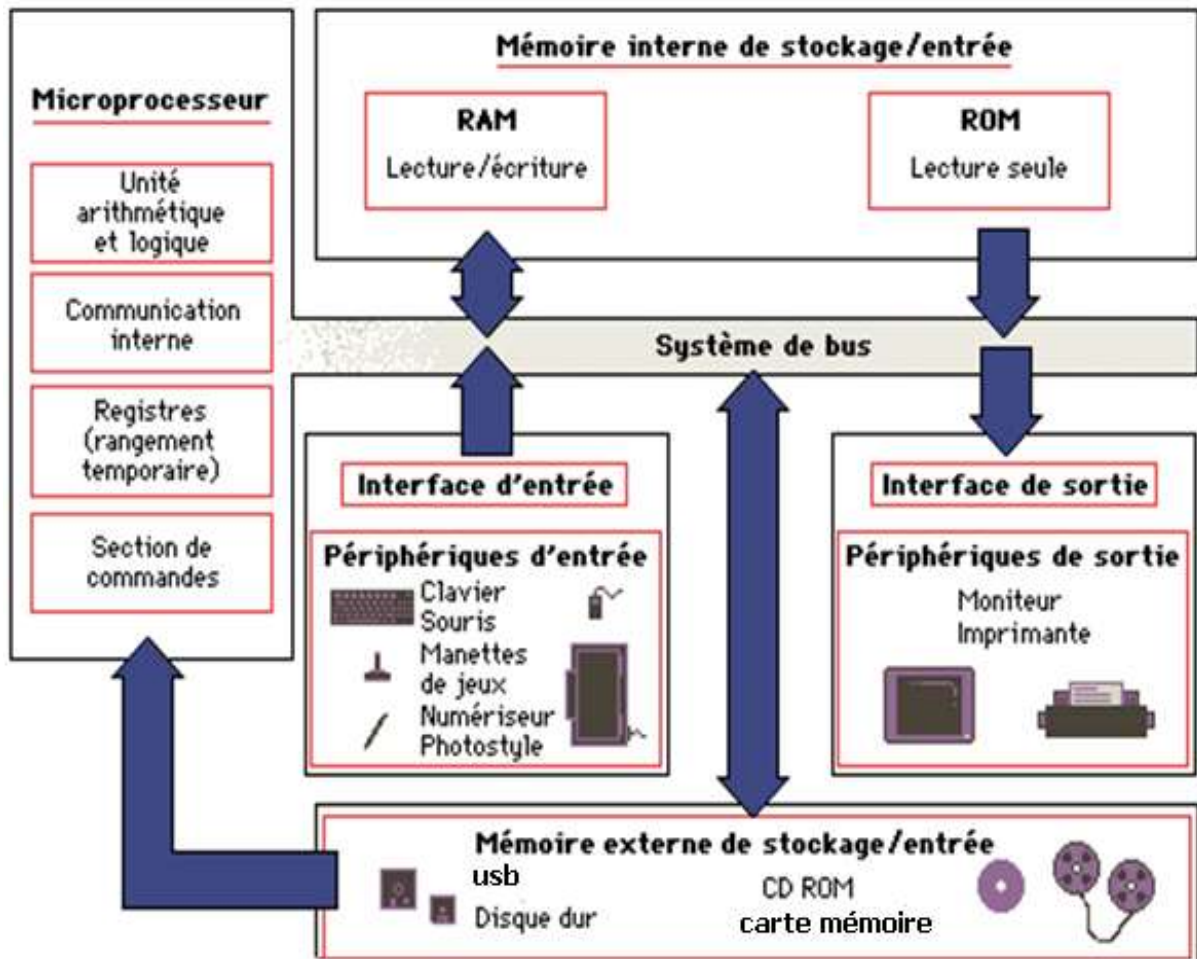 Microprocesseur
Unité
arithmétique
et logique
Communication
interne
Registres
(rangement
temporaire)
Section de
commandes
Mémoire interne de stockage/entrée
RAM
Lecture/écriture
ROM
Lecture seule
Système de bus
Interface d'entrée
Périphériques d'entrée
Clavier
Souris
Manettes
de jeux
Numériseur
Photostyle
Interface de sortie
Périphériques de sortie
Moniteur
Imprimante
Mémoire externe de stockage/entrée
usb
Disque dur
CD ROM
carte mémoire